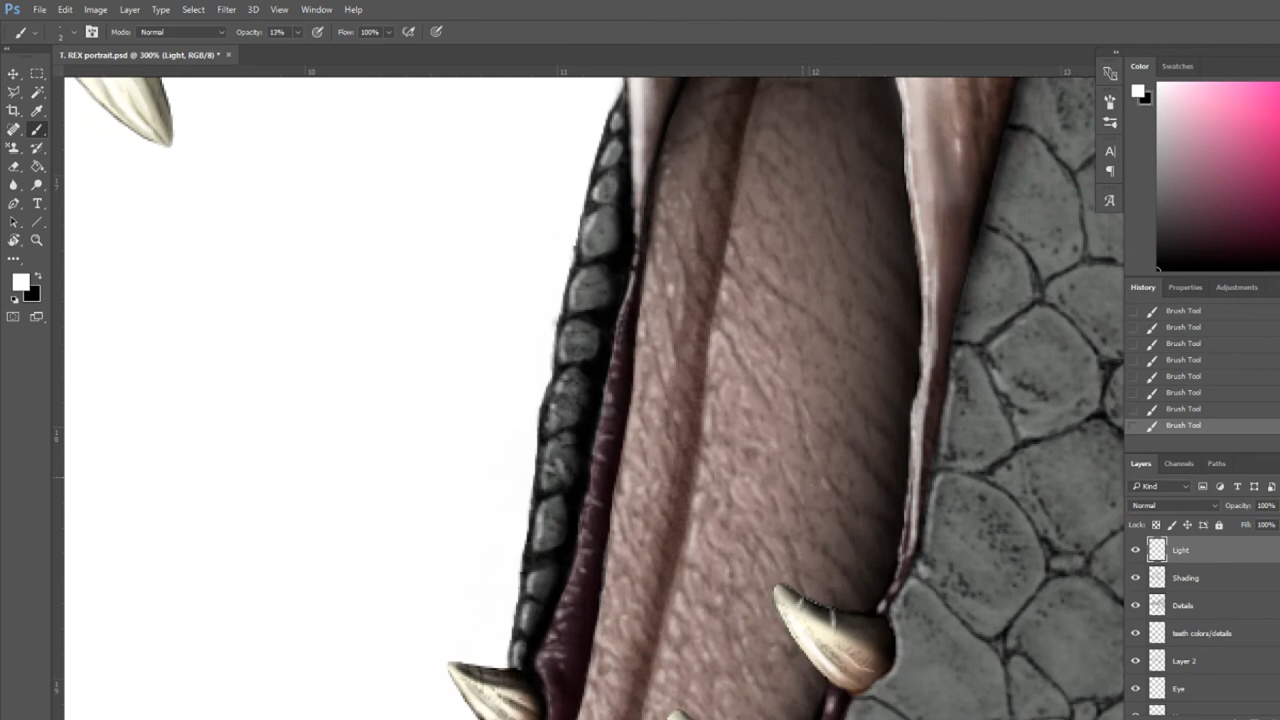 Ps File Edit Image Layer Type Select Filter 3D View Window Help
2 Mode: Normal Opacity: 13% Flow: 100%
T. REX portrait.psd @ 300% (Light, RGB/8) * ×
10 11 12 13
Color Swatches
History Properties Adjustments
Brush Tool
Brush Tool
Brush Tool
Brush Tool
Brush Tool
Brush Tool
Brush Tool
Brush Tool
Layers Channels Paths
Kind
Normal Opacity: 100%
Lock: Fill: 100%
Light
Shading
Details
teeth colors/details
Layer 2
Eye